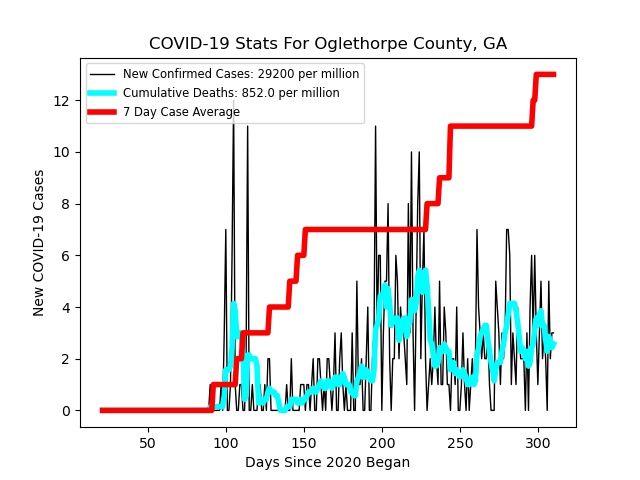 COVID-19 Stats For Oglethorpe County, GA
New Confirmed Cases: 29200 per million
Cumulative Deaths: 852.0 per million
7 Day Case Average
12
10
8
6
4
2
0
New COVID-19 Cases
50 100 150 200 250 300
Days Since 2020 Began